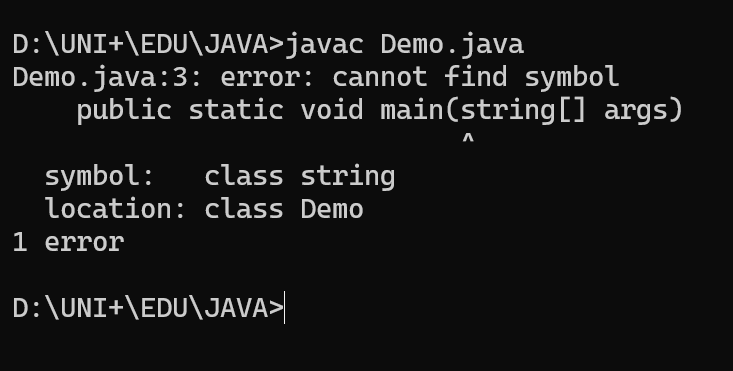 D:\UNI+\EDU\JAVA>javac Demo.java
Demo.java:3: error: cannot find symbol
    public static void main(string[] args)
                            ^
  symbol:   class string
  location: class Demo
1 error
D:\UNI+\EDU\JAVA>